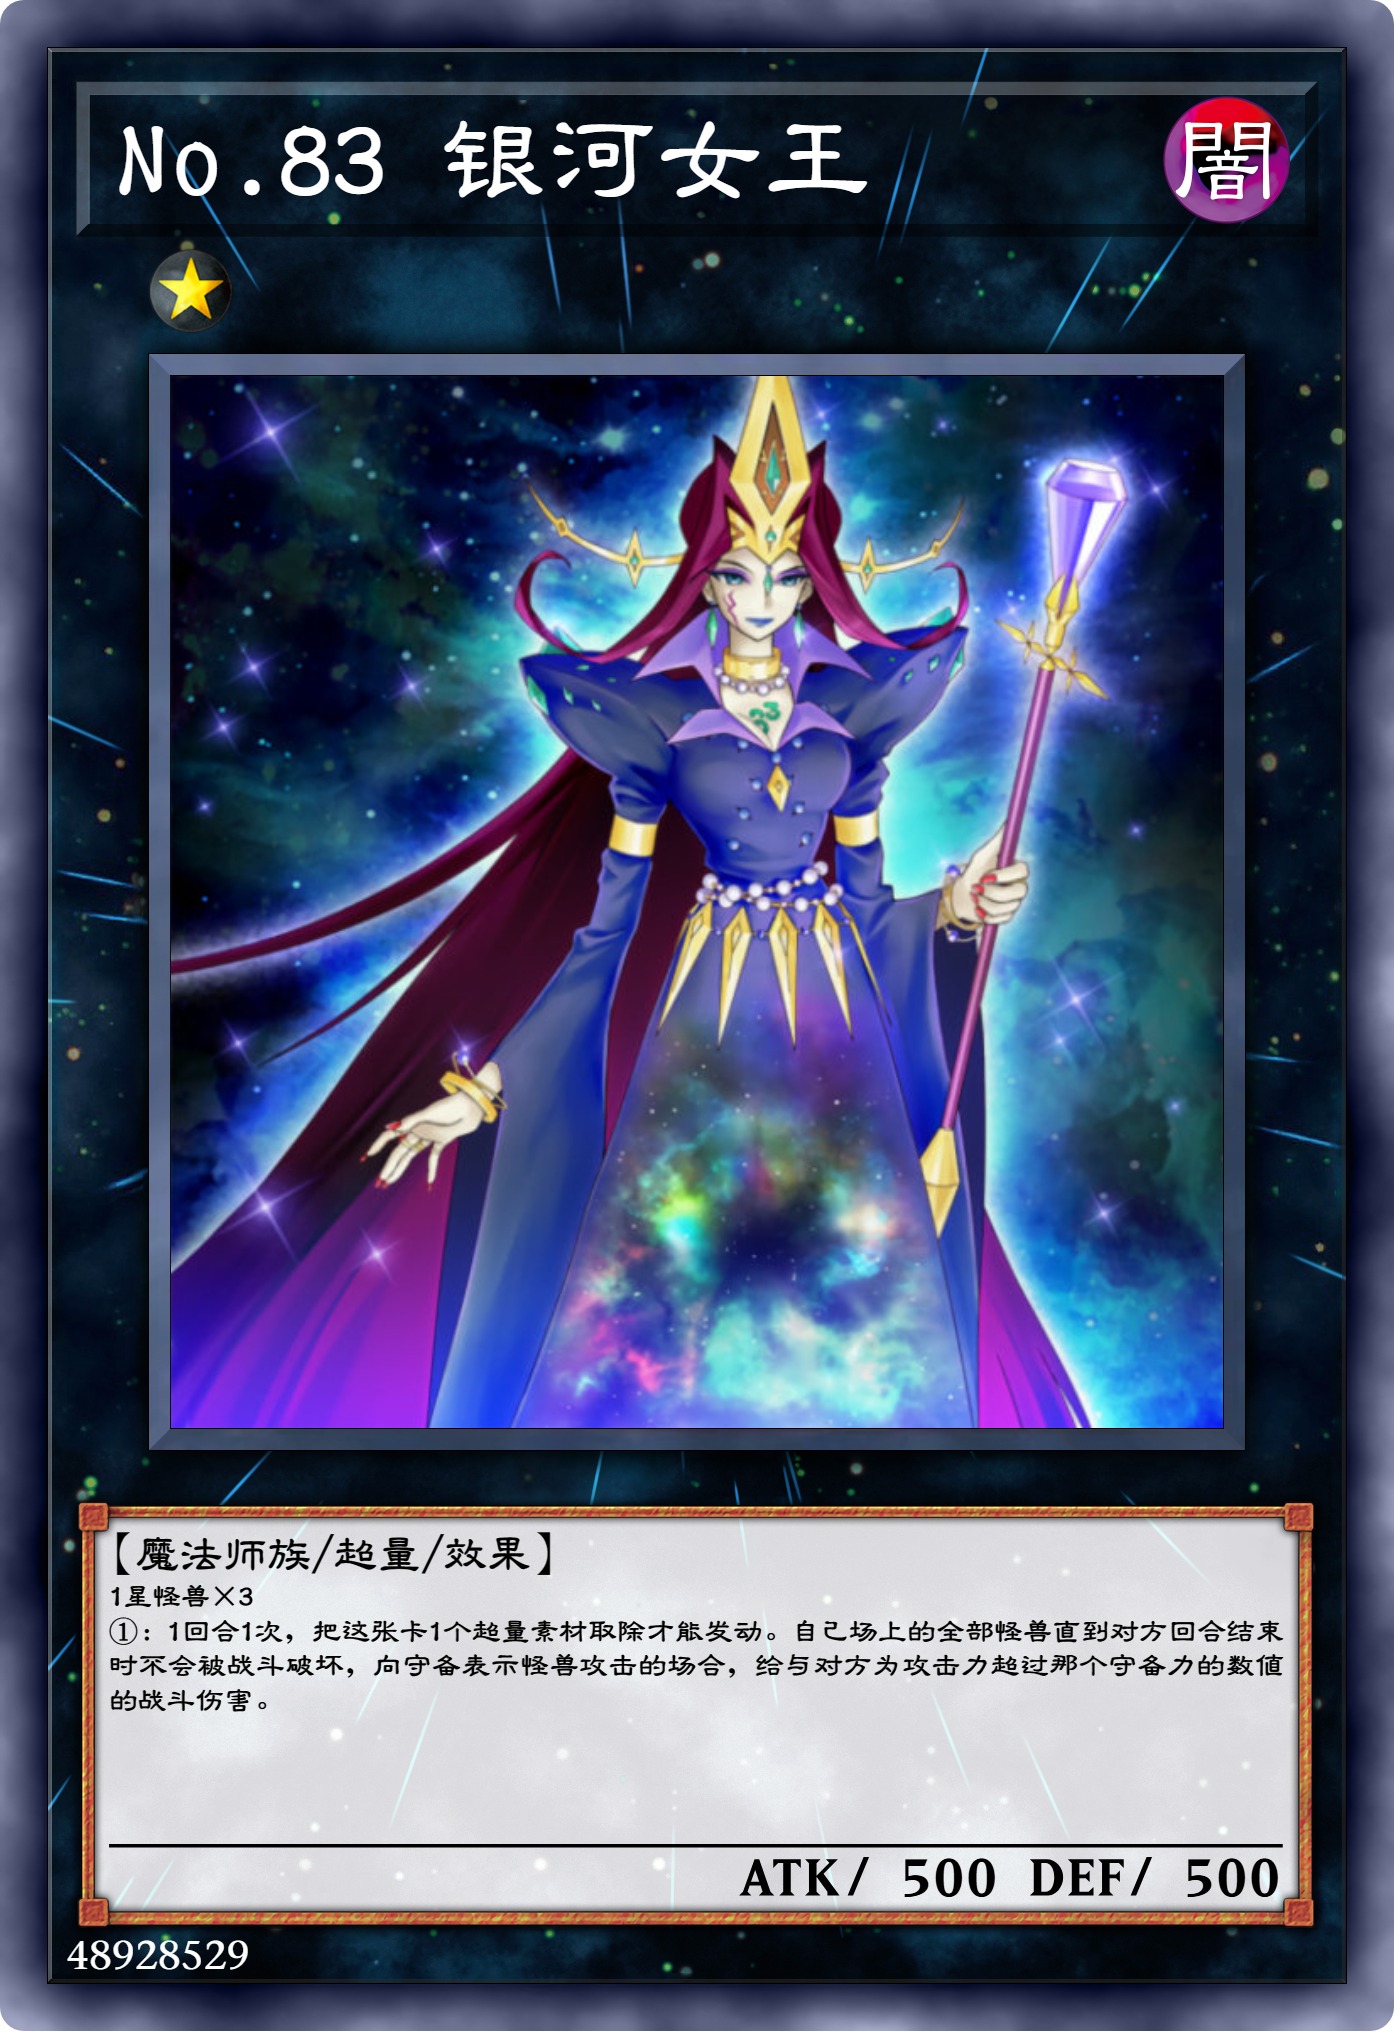 No.83 银河女王
闇
83
【魔法师族/超量/效果】
1星怪兽×3
①：1回合1次，把这张卡1个超量素材取除才能发动。自己场上的全部怪兽直到对方回合结束
时不会被战斗破坏，向守备表示怪兽攻击的场合，给与对方为攻击力超过那个守备力的数值
的战斗伤害。
ATK/ 500 DEF/ 500
48928529